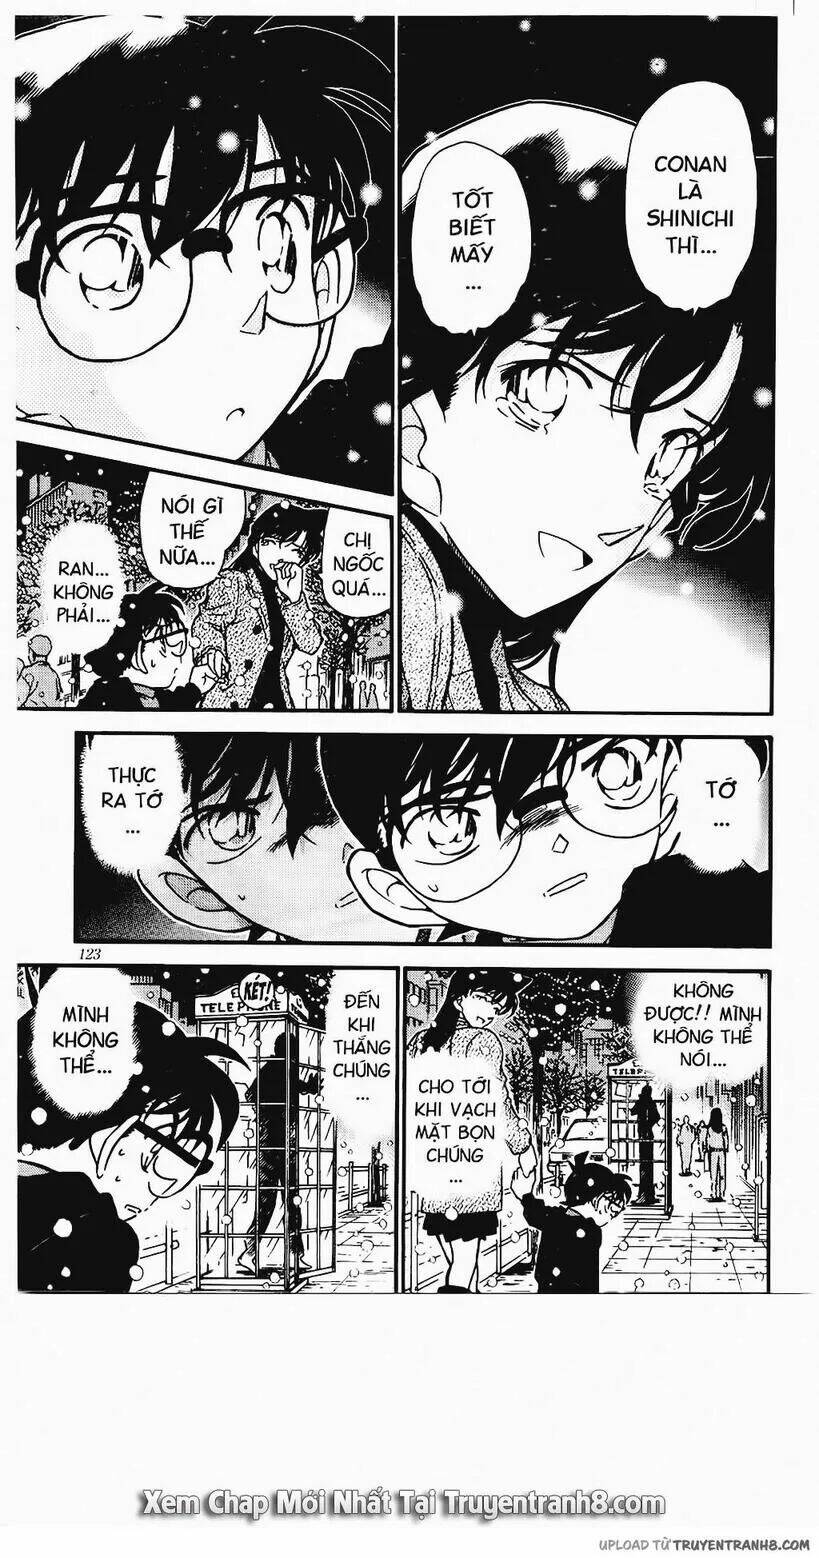 CONAN
LÀ
SHINICHI
THÌ...
TỐT
BIẾT
MẤY
...
CHỊ
NGỐC
QUÁ...
NÓI GÌ
THẾ
NỮA...
RAN...
KHÔNG
PHẢI...
TỚ
...
THỰC
RA TỚ
...
123
KHÔNG
ĐƯỢC!! MÌNH
KHÔNG THỂ
NÓI...
CHO TỚI
KHI VẠCH
MẶT BỌN
CHÚNG
...
ĐẾN
KHI
THẮNG
CHÚNG
...
KÉT!
TELEPHONE
MÌNH
KHÔNG
THỂ...
Xem Chap Mới Nhất Tại Truyentranh8.com
UPLOAD TỪ TRUYENTRANH8.COM